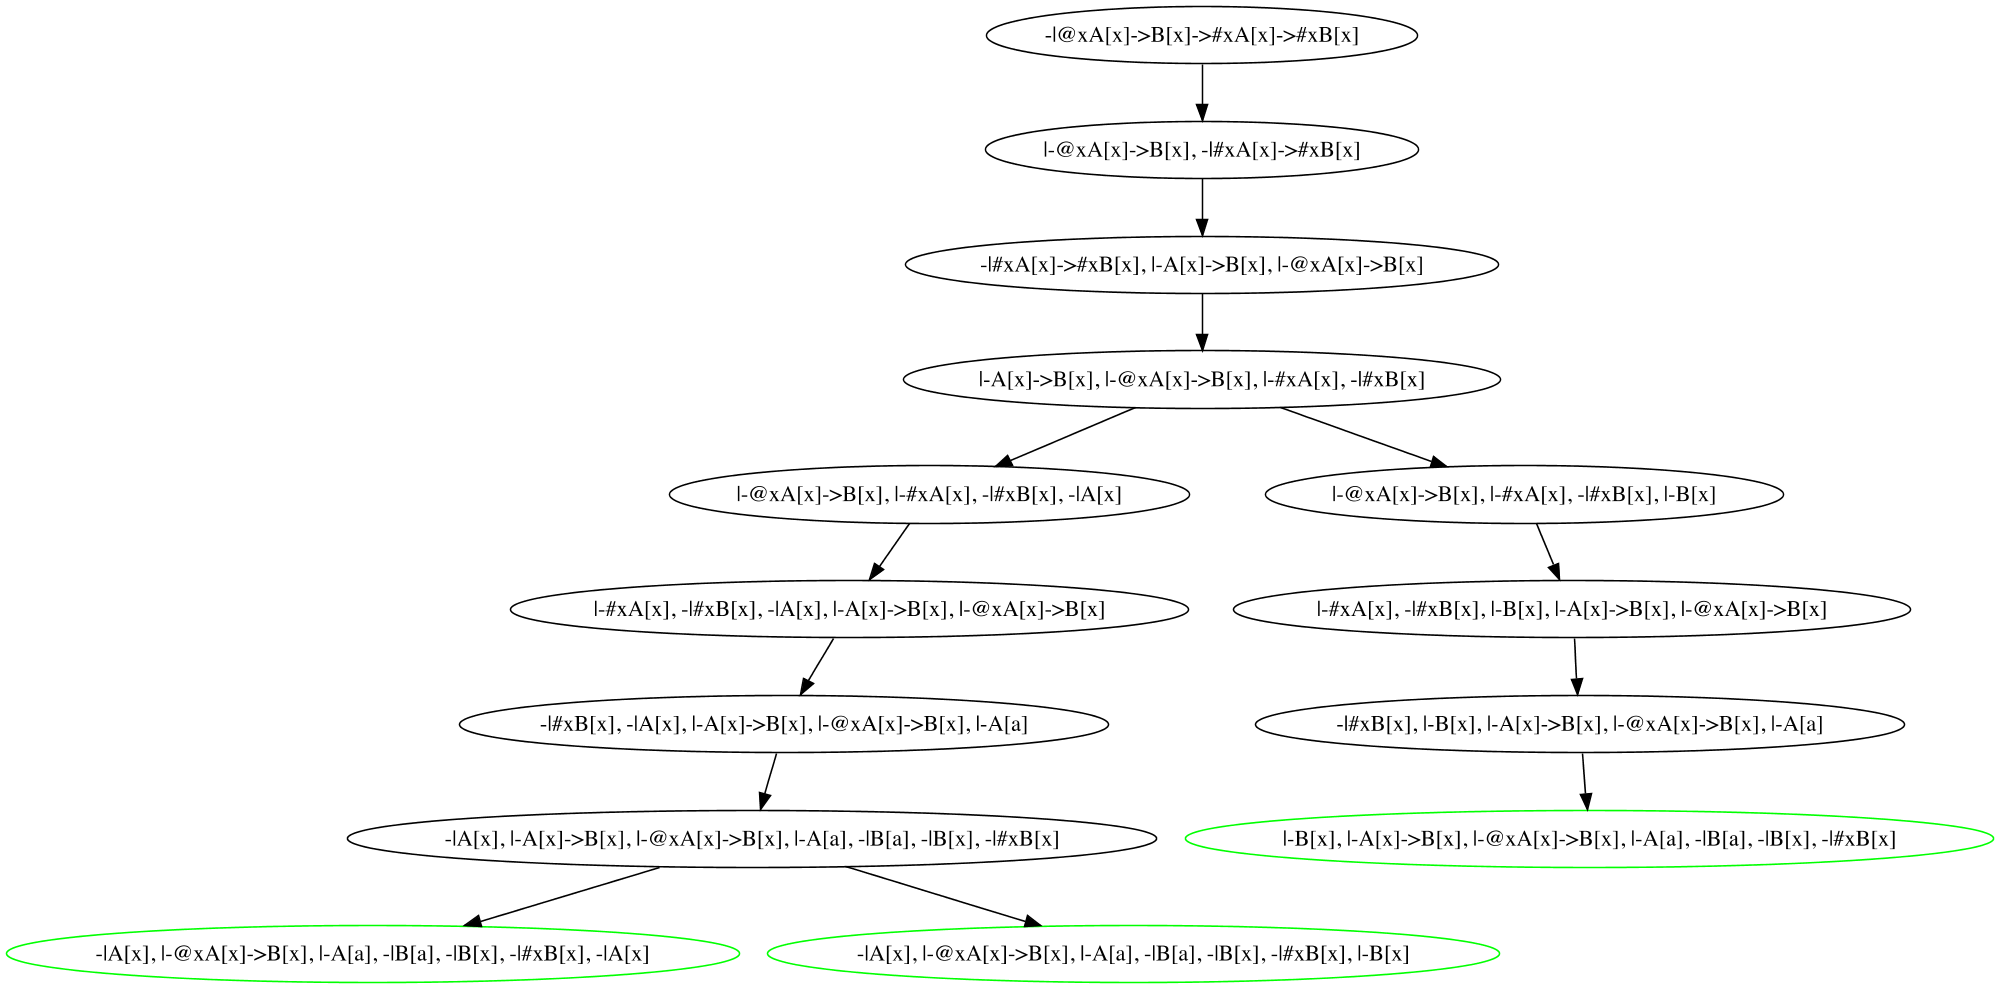 -|@xA[x]->B[x]->#xA[x]->#xB[x]
|-@xA[x]->B[x], -|#xA[x]->#xB[x]
-|#xA[x]->#xB[x], |-A[x]->B[x], |-@xA[x]->B[x]
|-A[x]->B[x], |-@xA[x]->B[x], |-#xA[x], -|#xB[x]
|-@xA[x]->B[x], |-#xA[x], -|#xB[x], -|A[x]
|-@xA[x]->B[x], |-#xA[x], -|#xB[x], |-B[x]
|-#xA[x], -|#xB[x], -|A[x], |-A[x]->B[x], |-@xA[x]->B[x]
|-#xA[x], -|#xB[x], |-B[x], |-A[x]->B[x], |-@xA[x]->B[x]
-|#xB[x], -|A[x], |-A[x]->B[x], |-@xA[x]->B[x], |-A[a]
-|#xB[x], |-B[x], |-A[x]->B[x], |-@xA[x]->B[x], |-A[a]
-|A[x], |-A[x]->B[x], |-@xA[x]->B[x], |-A[a], -|B[a], -|B[x], -|#xB[x]
|-B[x], |-A[x]->B[x], |-@xA[x]->B[x], |-A[a], -|B[a], -|B[x], -|#xB[x]
-|A[x], |-@xA[x]->B[x], |-A[a], -|B[a], -|B[x], -|#xB[x], -|A[x]
-|A[x], |-@xA[x]->B[x], |-A[a], -|B[a], -|B[x], -|#xB[x], |-B[x]